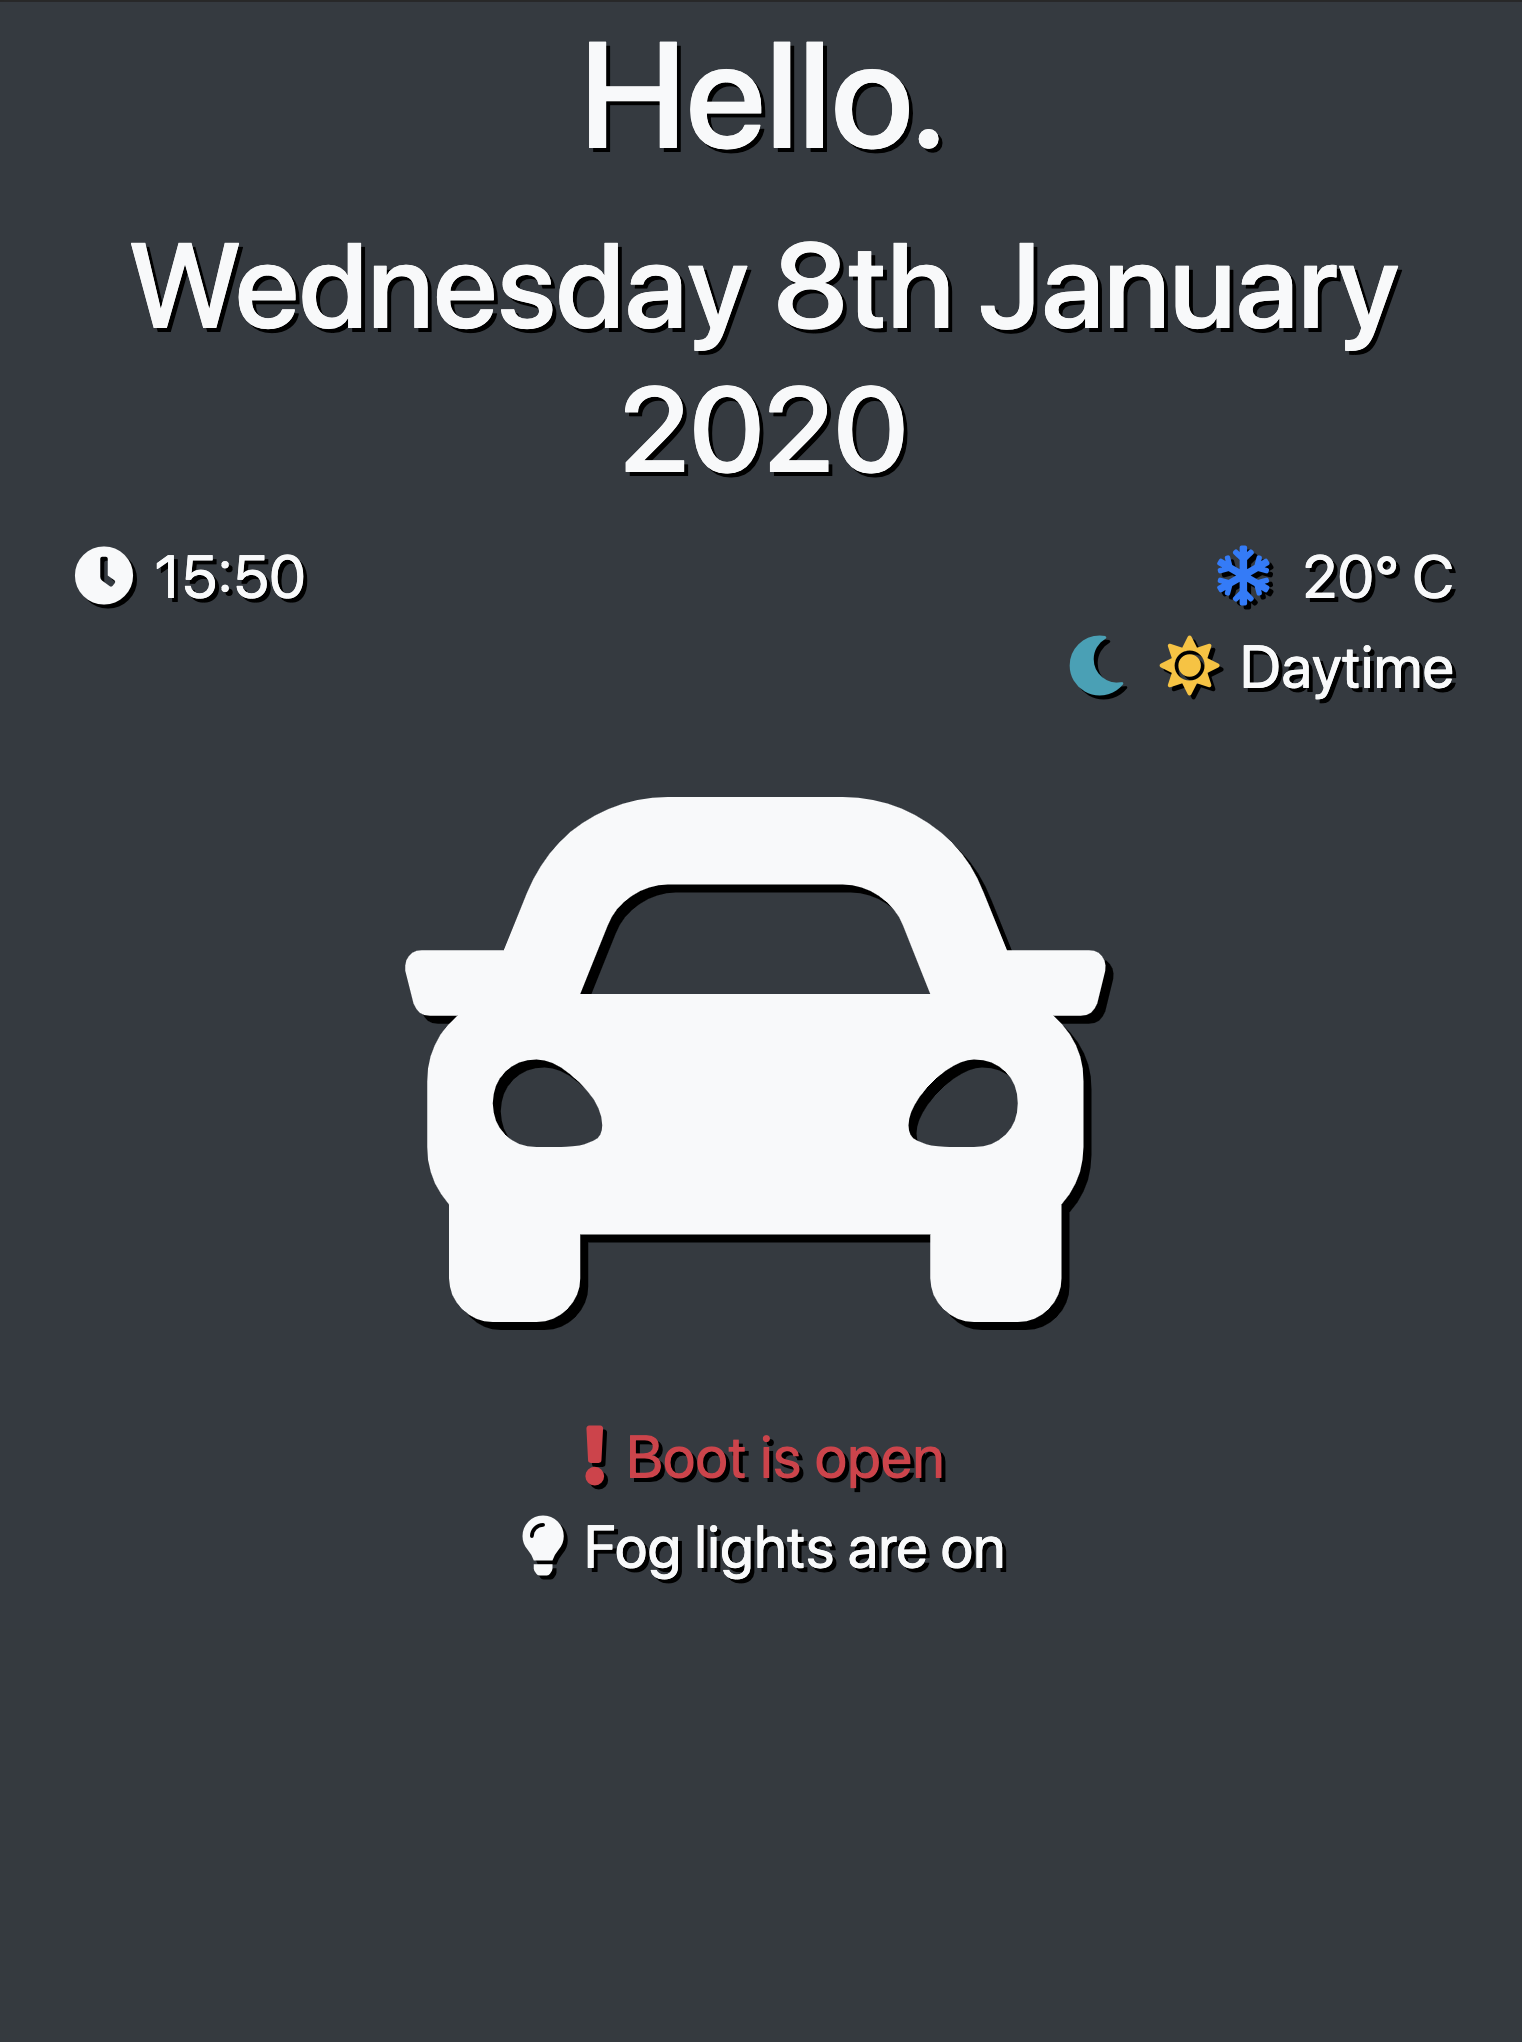 Hello.
Wednesday 8th January
2020
15:50
20° C
Daytime
Boot is open
Fog lights are on